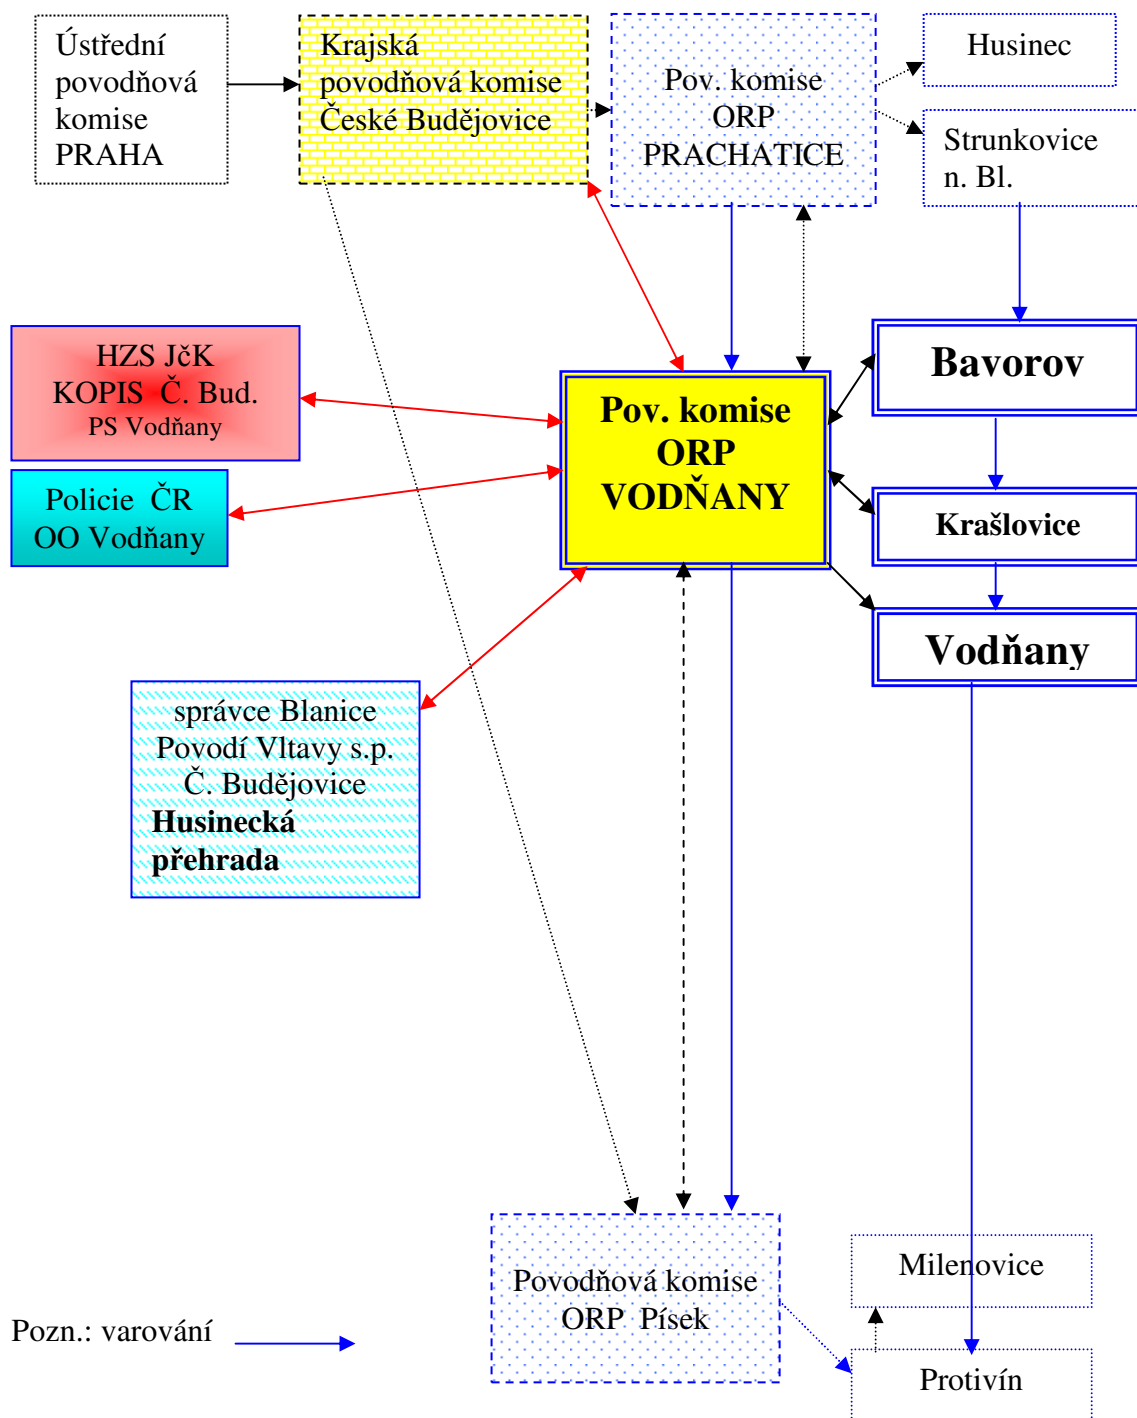 Ústřední
povodňová
komise
PRAHA
Krajská
povodňová komise
České Budějovice
Pov. komise
ORP
PRACHATICE
Husinec
Strunkovice
n. Bl.
HZS JčK
KOPIS Č. Bud.
PS Vodňany
Policie ČR
OO Vodňany
Pov. komise
ORP
VODŇANY
Bavorov
Krašlovice
Vodňany
správce Blanice
Povodí Vltavy s.p.
Č. Budějovice
Husinecká
přehrada
Povodňová komise
ORP Písek
Milenovice
Protivín
Pozn.: varování